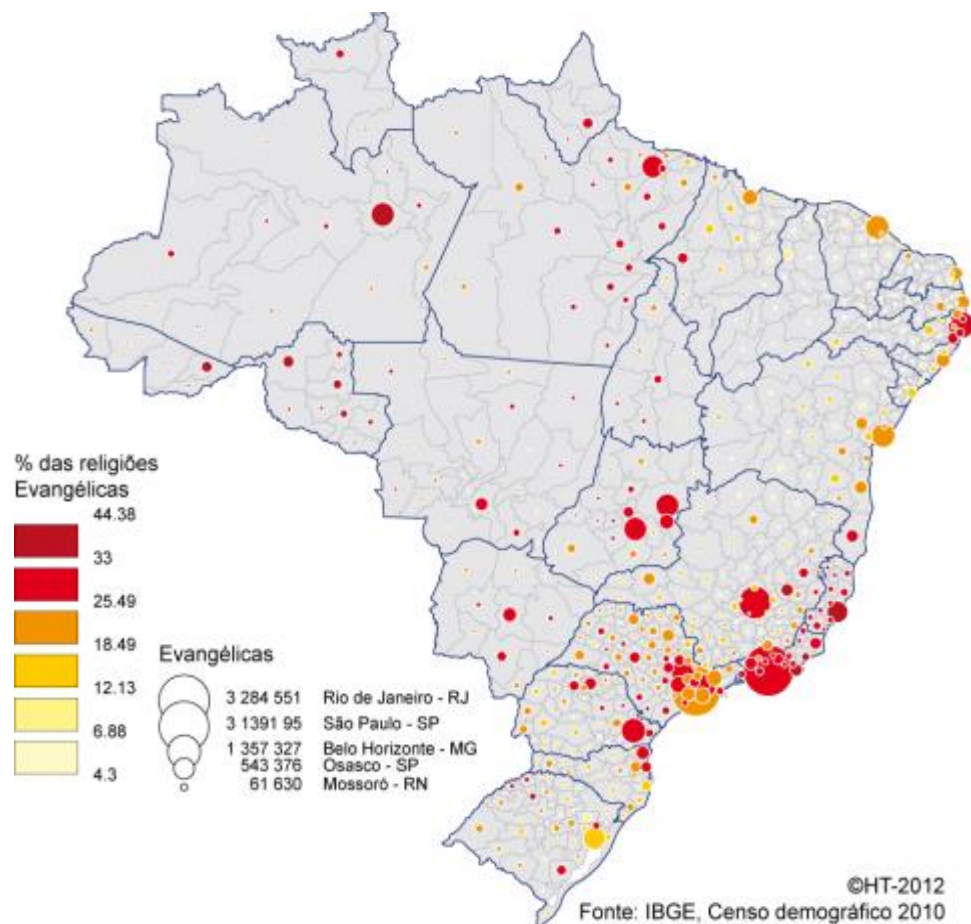 % das religiões
Evangélicas
44.38
33
25.49
18.49
12.13
6.88
4.3
Evangélicas
3 284 551 Rio de Janeiro - RJ
3 1391 95 São Paulo - SP
1 357 327 Belo Horizonte - MG
543 376 Osasco - SP
61 630 Mossoró - RN
©HT-2012
Fonte: IBGE, Censo demográfico 2010